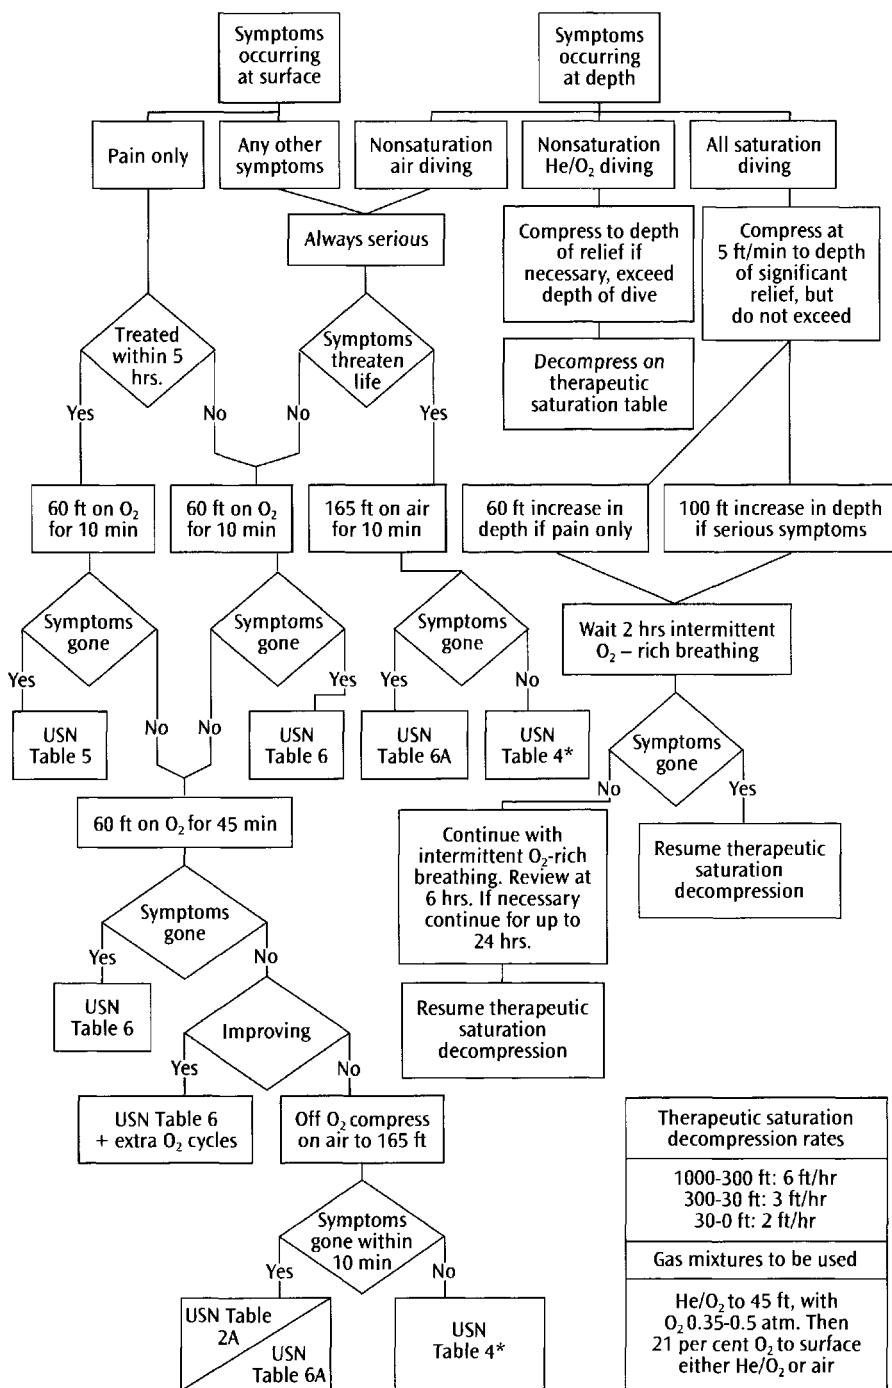 Symptoms
occurring
at surface
Symptoms
occurring
at depth
Pain only
Any other
symptoms
Nonsaturation
air diving
Nonsaturation
He/O₂ diving
All saturation
diving
Always serious
Compress to depth
of relief if
necessary, exceed
depth of dive
Compress at
5 ft/min to depth
of significant
relief, but
do not exceed
Treated
within 5
hrs.
Symptoms
threaten
life
Decompress on
therapeutic
saturation table
Yes
No
No
Yes
60 ft on O₂
for 10 min
60 ft on O₂
for 10 min
165 ft on air
for 10 min
60 ft increase in
depth if pain only
100 ft increase in depth
if serious symptoms
Symptoms
gone
Symptoms
gone
Symptoms
gone
Wait 2 hrs intermittent
O₂ – rich breathing
Yes
No
No
Yes
Yes
No
USN
Table 5
USN
Table 6
USN
Table 6A
USN
Table 4*
Symptoms
gone
No
Yes
60 ft on O₂ for 45 min
Continue with
intermittent O₂-rich
breathing. Review at
6 hrs. If necessary
continue for up to
24 hrs.
Resume therapeutic
saturation
decompression
Symptoms
gone
Yes
No
USN
Table 6
Improving
Resume therapeutic
saturation
decompression
Yes
No
USN Table 6
+ extra O₂ cycles
Off O₂ compress
on air to 165 ft
Symptoms
gone within
10 min
Yes
No
USN Table
2A
USN
Table 6A
USN
Table 4*
Therapeutic saturation
decompression rates
1000-300 ft: 6 ft/hr
300-30 ft: 3 ft/hr
30-0 ft: 2 ft/hr
Gas mixtures to be used
He/O₂ to 45 ft, with
O₂ 0.35-0.5 atm. Then
21 per cent O₂ to surface
either He/O₂ or air